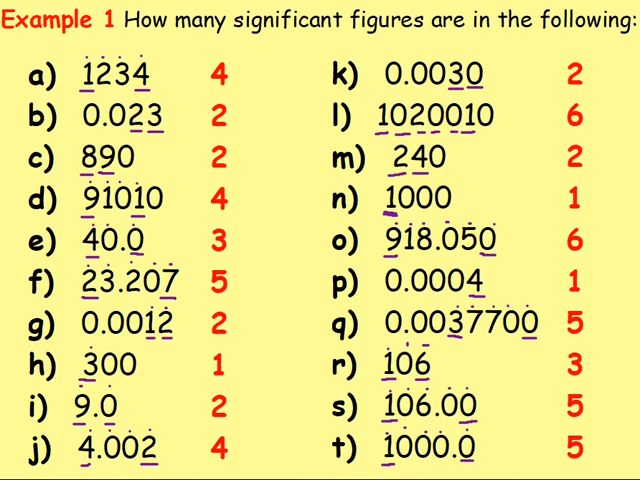 Example 1 How many significant figures are in the following:
a) 1234 4
b) 0.023 2
c) 890 2
d) 91010 4
e) 40.0 3
f) 23.207 5
g) 0.0012 2
h) 300 1
i) 9.0 2
j) 4.002 4
k) 0.0030 2
l) 1020010 6
m) 240 2
n) 1000 1
o) 918.050 6
p) 0.0004 1
q) 0.0037700 5
r) 106 3
s) 106.00 5
t) 1000.0 5